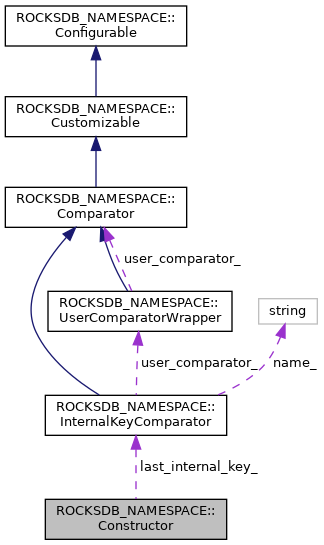 ROCKSDB_NAMESPACE::
Configurable
ROCKSDB_NAMESPACE::
Customizable
ROCKSDB_NAMESPACE::
Comparator
user_comparator_
ROCKSDB_NAMESPACE::
UserComparatorWrapper
string
user_comparator_
name_
ROCKSDB_NAMESPACE::
InternalKeyComparator
last_internal_key_
ROCKSDB_NAMESPACE::
Constructor